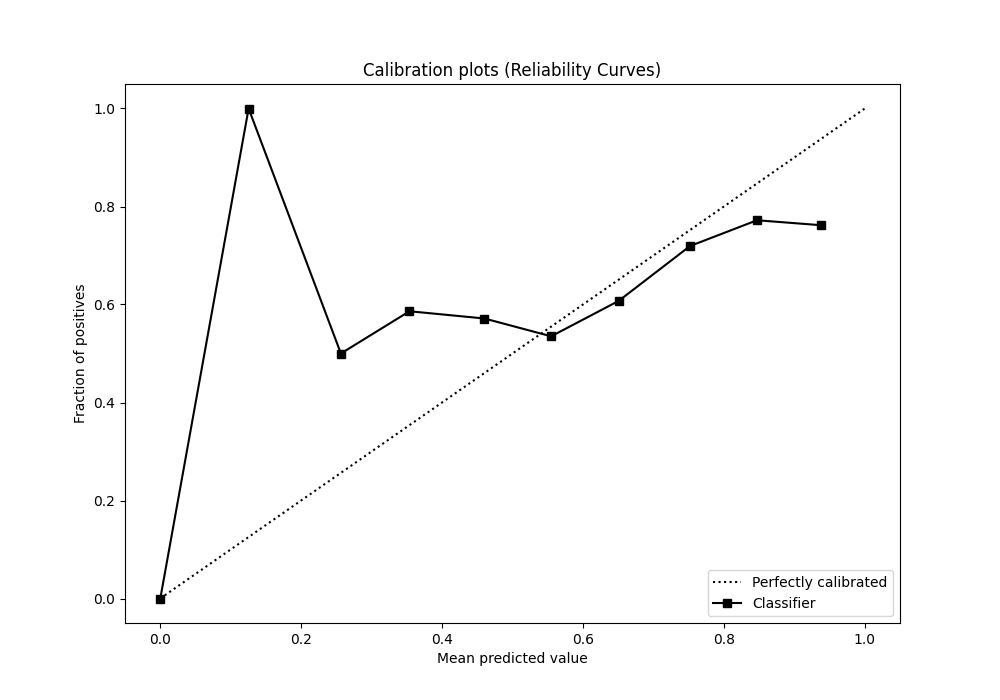 Calibration plots (Reliability Curves)
1.0
0.8
0.6
0.4
0.2
0.0
Fraction of positives
0.0 0.2 0.4 0.6 0.8 1.0
Mean predicted value
Perfectly calibrated
Classifier